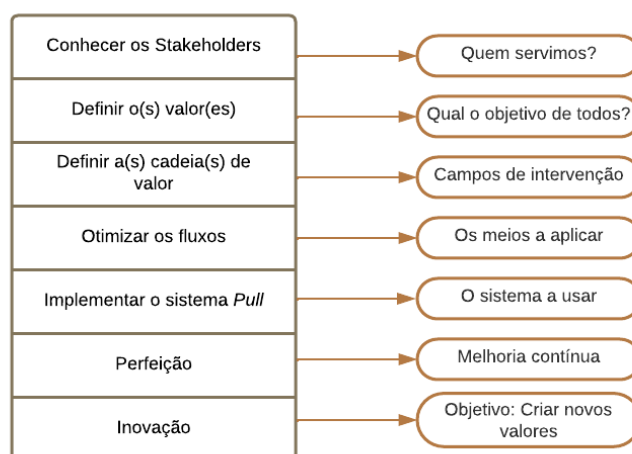 Conhecer os Stakeholders
Quem servimos?
Definir o(s) valor(es)
Qual o objetivo de todos?
Definir a(s) cadeia(s) de
valor
Campos de intervenção
Otimizar os fluxos
Os meios a aplicar
Implementar o sistema Pull
O sistema a usar
Perfeição
Melhoria contínua
Inovação
Objetivo: Criar novos
valores